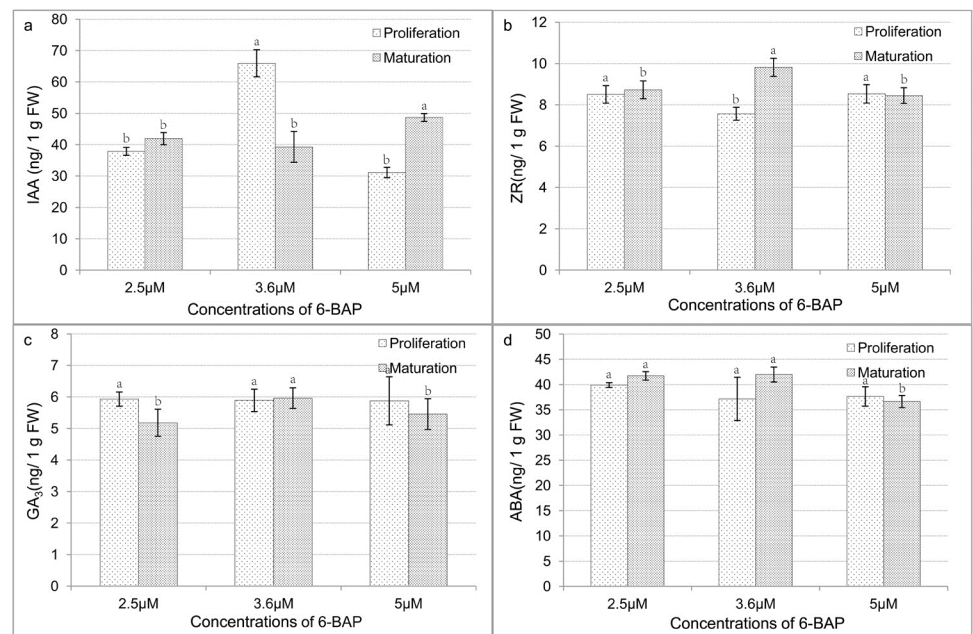 a
80
70
60
50
40
30
20
10
0
IAA (ng/ 1 g FW)
Proliferation
Maturation
b b
a b
b a
2.5μM 3.6μM 5μM
Concentrations of 6-BAP
b
12
10
8
6
4
2
0
ZR(ng/ 1 g FW)
Proliferation
Maturation
a b
b a
a b
2.5μM 3.6μM 5μM
Concentrations of 6-BAP
c
8
7
6
5
4
3
2
1
0
GA3(ng/ 1 g FW)
Proliferation
Maturation
a b
a a
a b
2.5μM 3.6μM 5μM
Concentrations of 6-BAP
d
50
45
40
35
30
25
20
15
10
5
0
ABA(ng/ 1 g FW)
Proliferation
Maturation
a a
a a
a b
2.5μM 3.6μM 5μM
Concentrations of 6-BAP